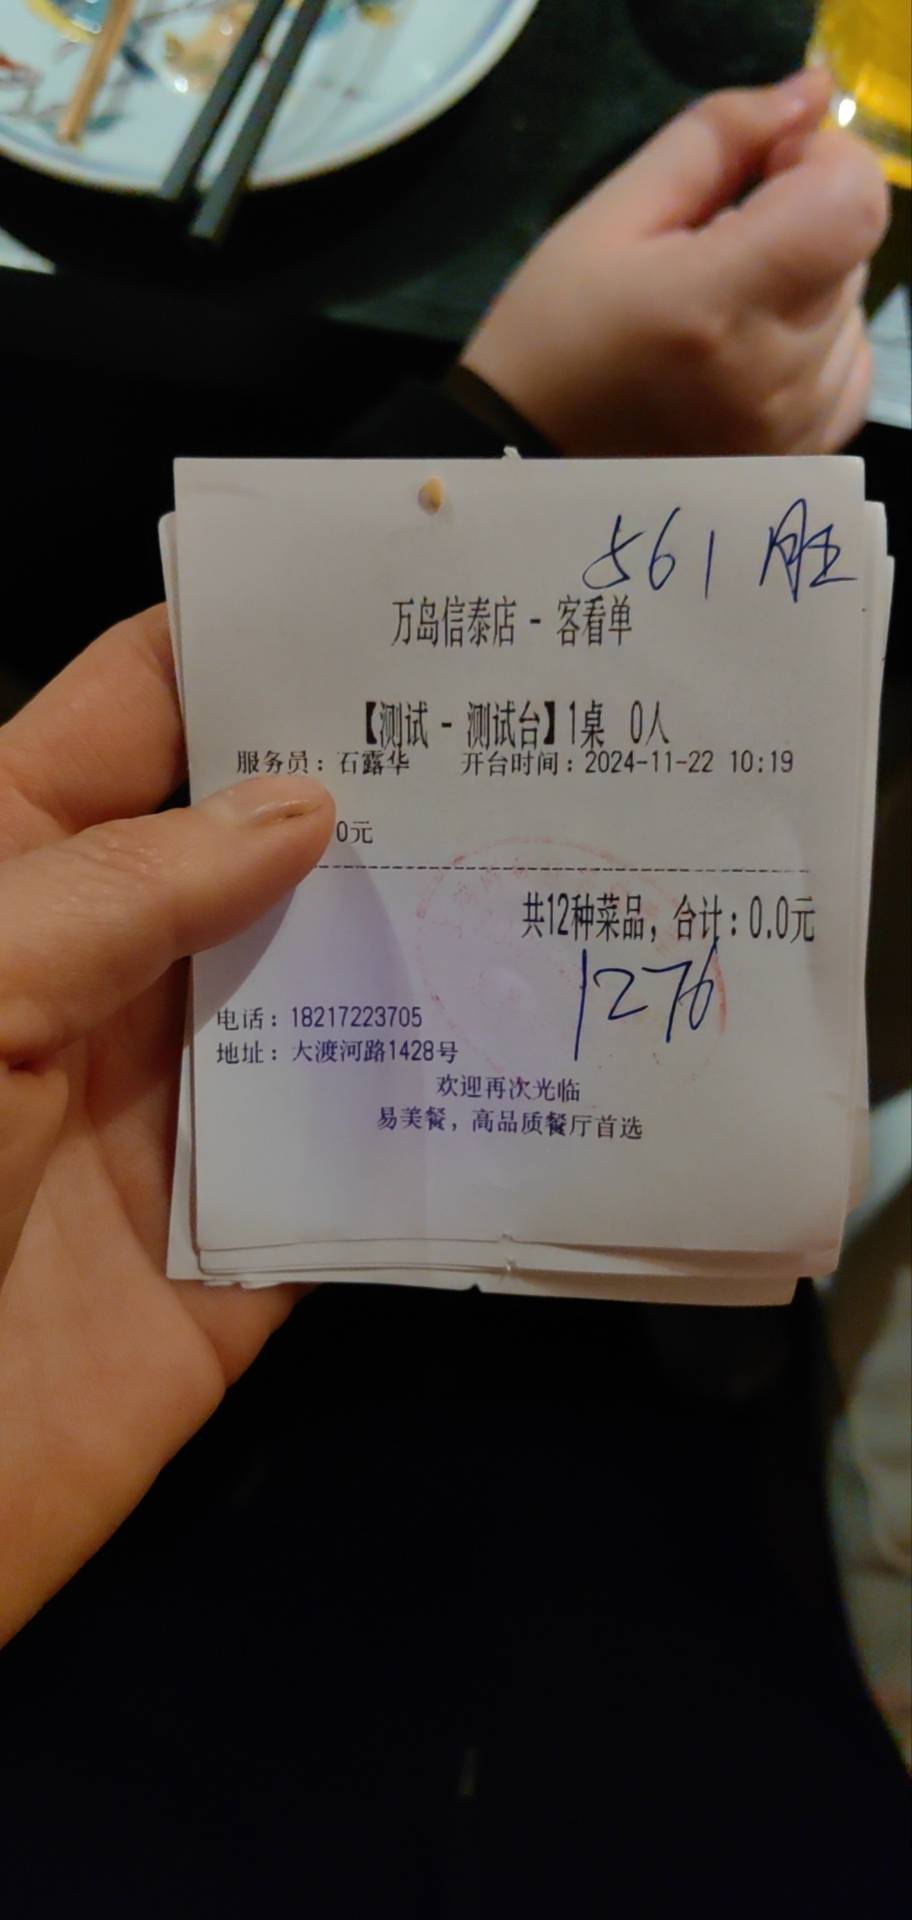 561 胜
万岛信泰店 - 客看单
【测试 - 测试台】1桌 0人
服务员：石露华 开台时间：2024-11-22 10:19
0元
共12种菜品，合计：0.0元
1276
电话：18217223705
地址：大渡河路1428号
欢迎再次光临
易美餐，高品质餐厅首选